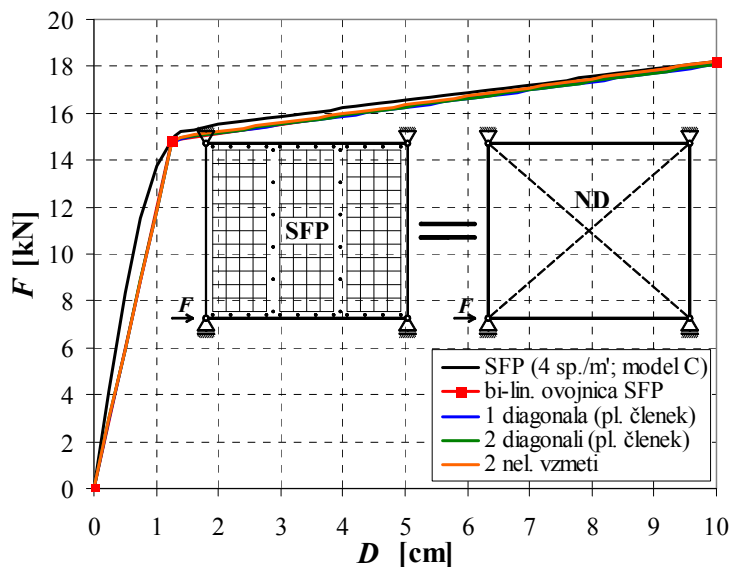 20
18
16
14
12
10
8
6
4
2
0
F [kN]
SFP
ND
F
F
SFP (4 sp./m'; model C)
bi-lin. ovojnica SFP
1 diagonala (pl. členek)
2 diagonali (pl. členek)
2 nel. vzmeti
0 1 2 3 4 5 6 7 8 9 10
D [cm]